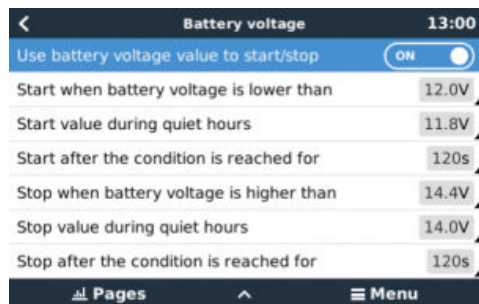 Battery voltage 13:00
Use battery voltage value to start/stop ON
Start when battery voltage is lower than 12.0V
Start value during quiet hours 11.8V
Start after the condition is reached for 120s
Stop when battery voltage is higher than 14.4V
Stop value during quiet hours 14.0V
Stop after the condition is reached for 120s
Pages Menu